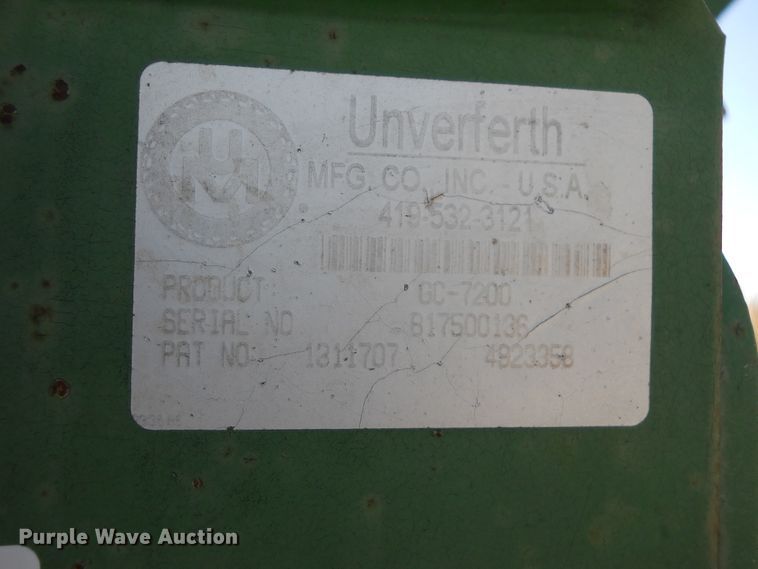 Unverferth
MFG. CO., INC. - U.S.A.
419-532-3121
PRODUCT GC-7200
SERIAL NO B17500136
PAT NO 1311707 4923358
Purple Wave Auction